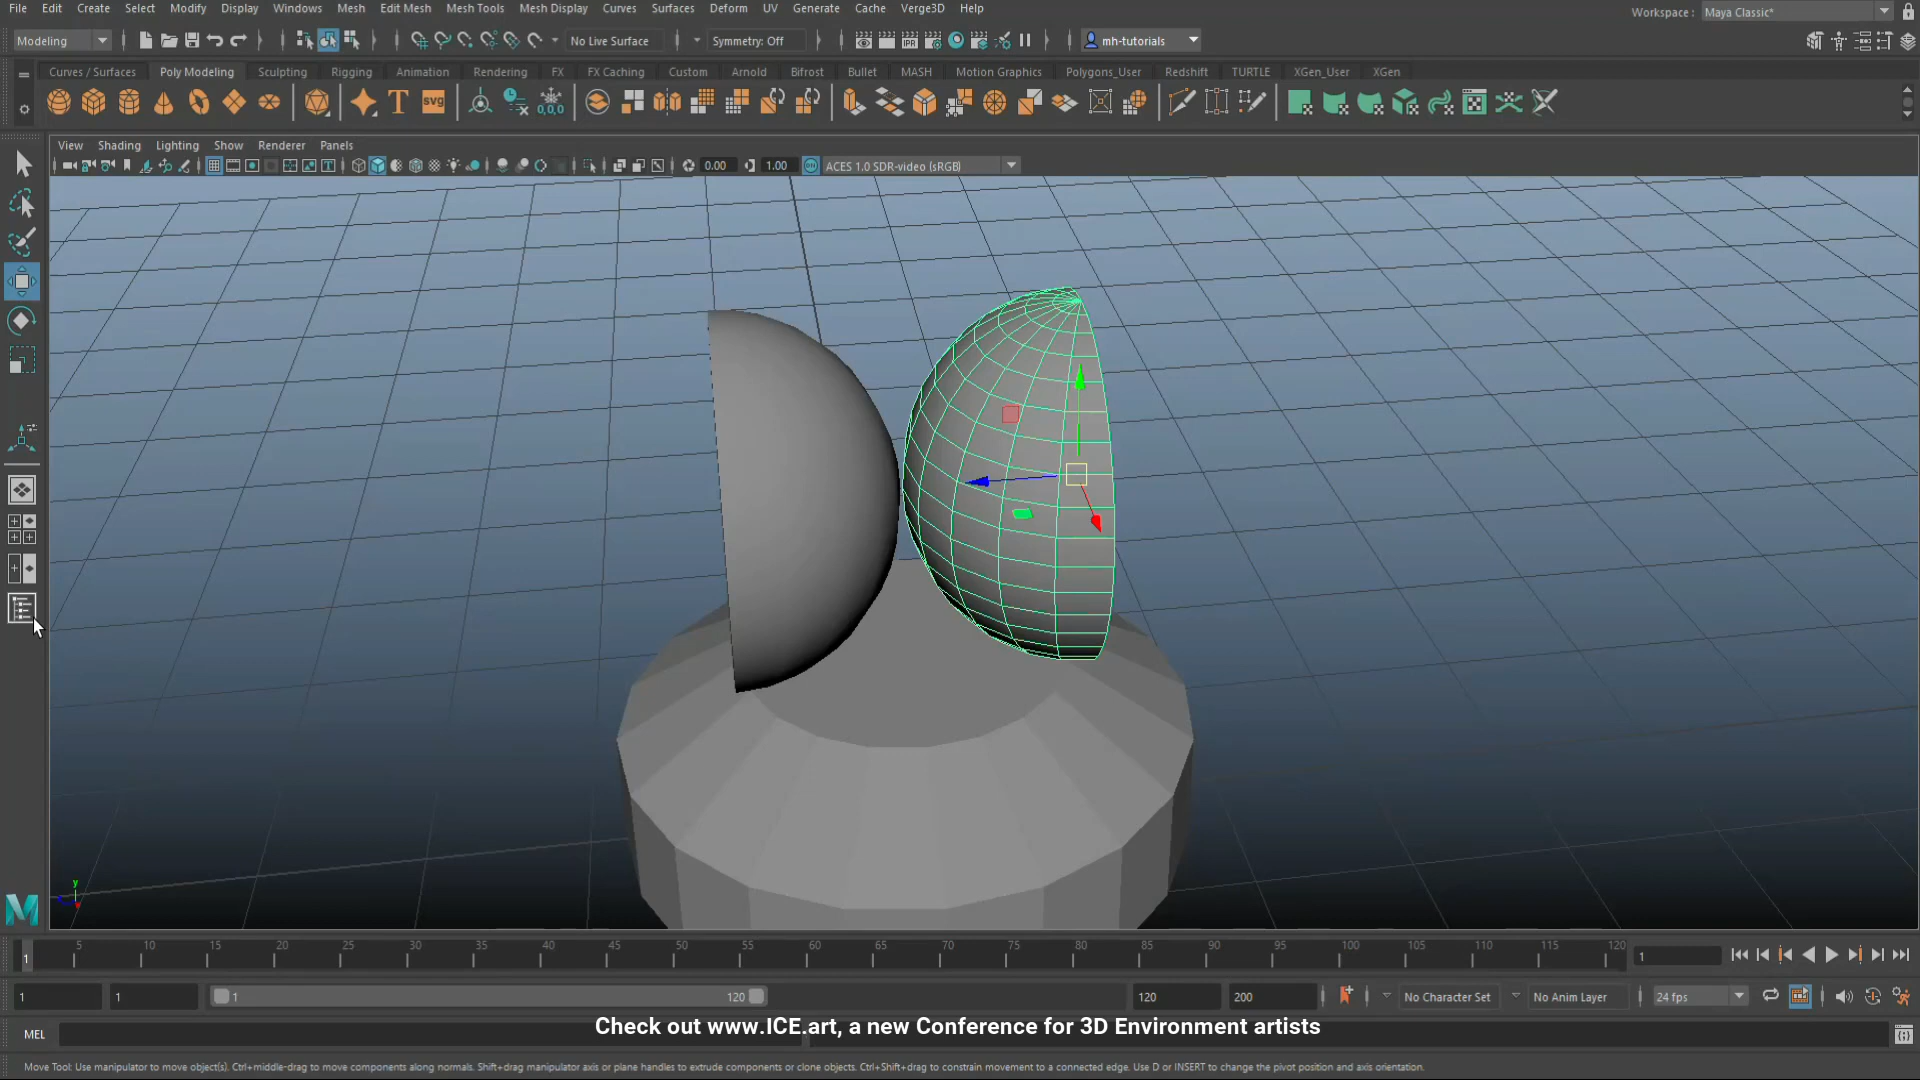 File Edit Create Select Modify Display Windows Mesh Edit Mesh Mesh Tools Mesh Display Curves Surfaces Deform UV Generate Cache Verge3D Help
Workspace : Maya Classic*
Modeling No Live Surface Symmetry: Off mh-tutorials
Curves / Surfaces Poly Modeling Sculpting Rigging Animation Rendering FX FX Caching Custom Arnold Bifrost Bullet MASH Motion Graphics Polygons_User Redshift TURTLE XGen_User XGen
IPR
T svg 0,0,0
View Shading Lighting Show Renderer Panels
0.00 1.00 ACES 1.0 SDR-video (sRGB)
y
M
5 10 15 20 25 30 35 40 45 50 55 60 65 70 75 80 85 90 95 100 105 110 115 120
1 1
1 1 1 120 120 200 No Character Set No Anim Layer 24 fps
MEL
Check out www.ICE.art, a new Conference for 3D Environment artists
Move Tool: Use manipulator to move object(s). Ctrl+middle-drag to move components along normals. Shift+drag manipulator axis or plane handles to extrude components or clone objects. Ctrl+Shift+drag to constrain movement to a connected edge. Use D or INSERT to change the pivot position and axis orientation.